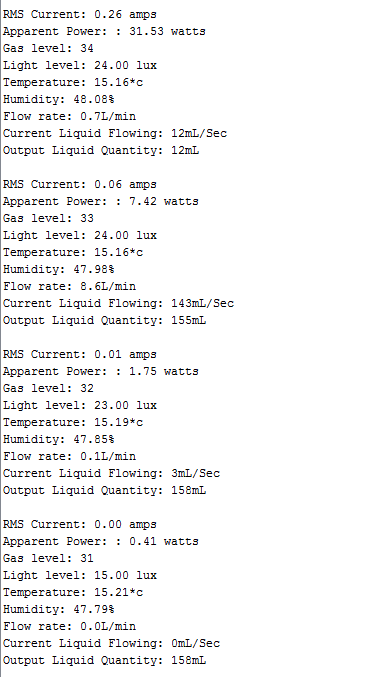 RMS Current: 0.26 amps
Apparent Power: : 31.53 watts
Gas level: 34
Light level: 24.00 lux
Temperature: 15.16*c
Humidity: 48.08%
Flow rate: 0.7L/min
Current Liquid Flowing: 12mL/Sec
Output Liquid Quantity: 12mL

RMS Current: 0.06 amps
Apparent Power: : 7.42 watts
Gas level: 33
Light level: 24.00 lux
Temperature: 15.16*c
Humidity: 47.98%
Flow rate: 8.6L/min
Current Liquid Flowing: 143mL/Sec
Output Liquid Quantity: 155mL

RMS Current: 0.01 amps
Apparent Power: : 1.75 watts
Gas level: 32
Light level: 23.00 lux
Temperature: 15.19*c
Humidity: 47.85%
Flow rate: 0.1L/min
Current Liquid Flowing: 3mL/Sec
Output Liquid Quantity: 158mL

RMS Current: 0.00 amps
Apparent Power: : 0.41 watts
Gas level: 31
Light level: 15.00 lux
Temperature: 15.21*c
Humidity: 47.79%
Flow rate: 0.0L/min
Current Liquid Flowing: 0mL/Sec
Output Liquid Quantity: 158mL